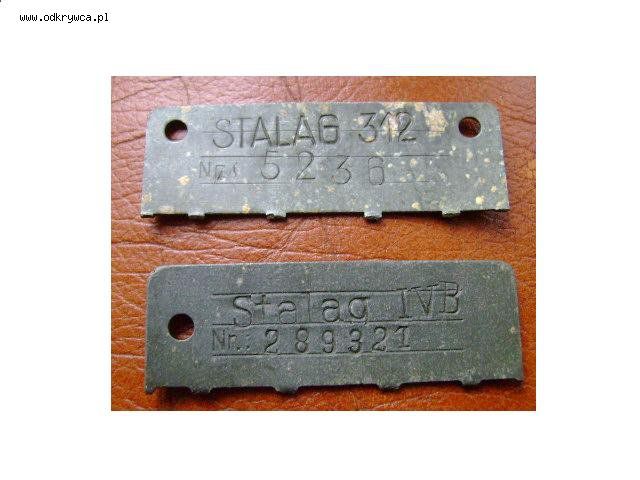 www.odkrywca.pl
STALAG 312
Nr.: 5236
Stalag IVB
Nr.: 289321